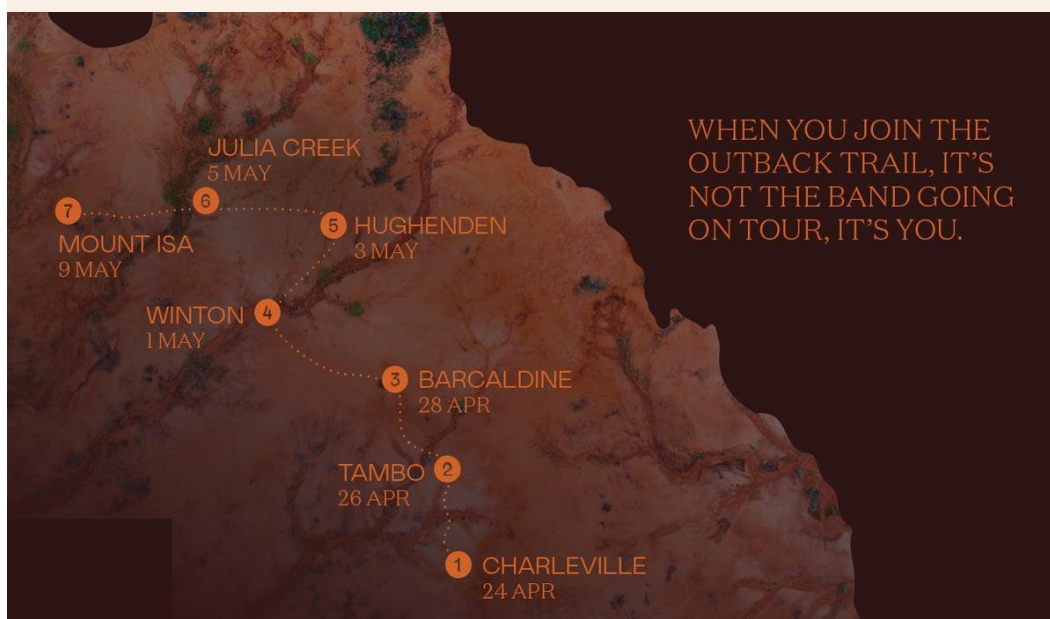 WHEN YOU JOIN THE
OUTBACK TRAIL, IT’S
NOT THE BAND GOING
ON TOUR, IT’S YOU.
JULIA CREEK
5 MAY
6
7
MOUNT ISA
9 MAY
5 HUGHENDEN
3 MAY
WINTON 4
1 MAY
3 BARCALDINE
28 APR
TAMBO 2
26 APR
1 CHARLEVILLE
24 APR